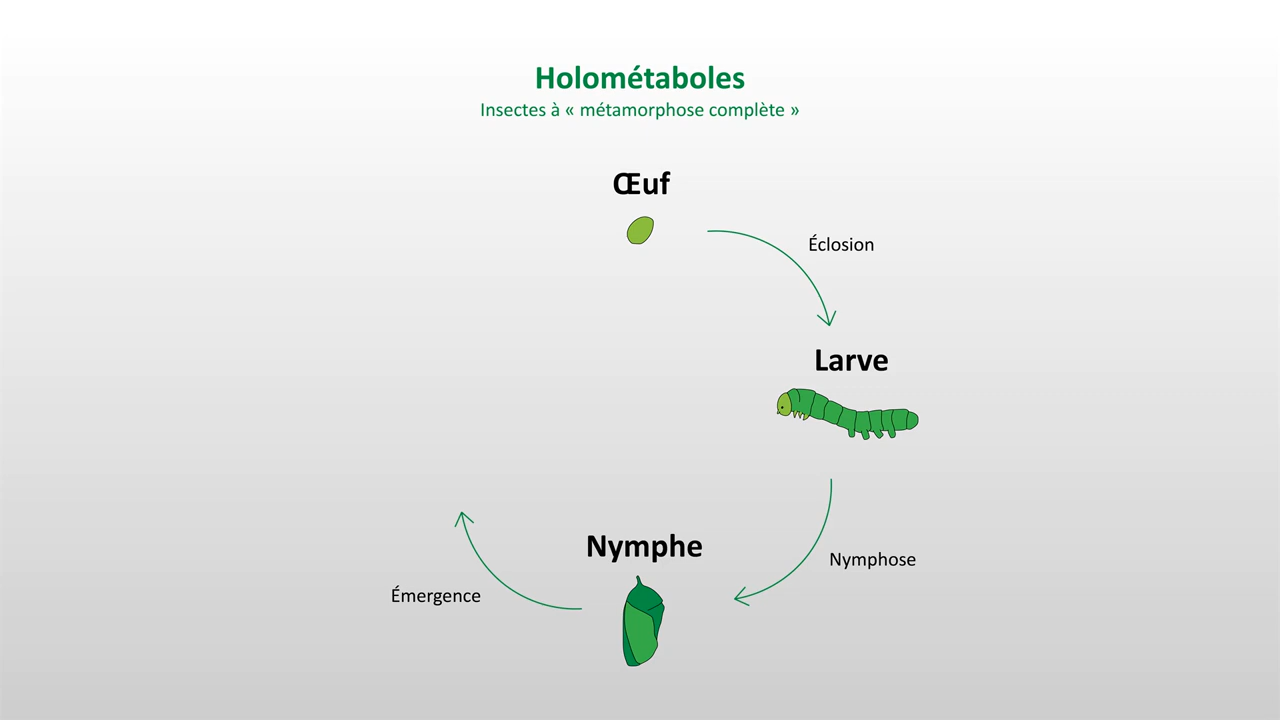 Holométaboles
Insectes à « métamorphose complète »
Œuf
Éclosion
Larve
Nymphe
Nymphose
Émergence